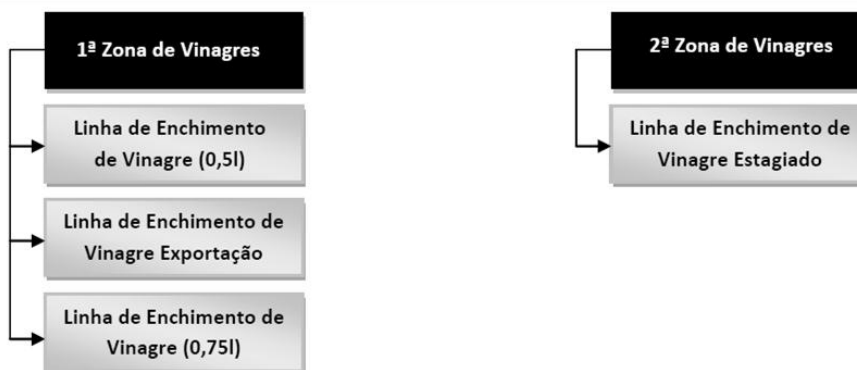 1ª Zona de Vinagres
Linha de Enchimento
de Vinagre (0,5l)
Linha de Enchimento de
Vinagre Exportação
Linha de Enchimento de
Vinagre (0,75l)
2ª Zona de Vinagres
Linha de Enchimento de
Vinagre Estagiado